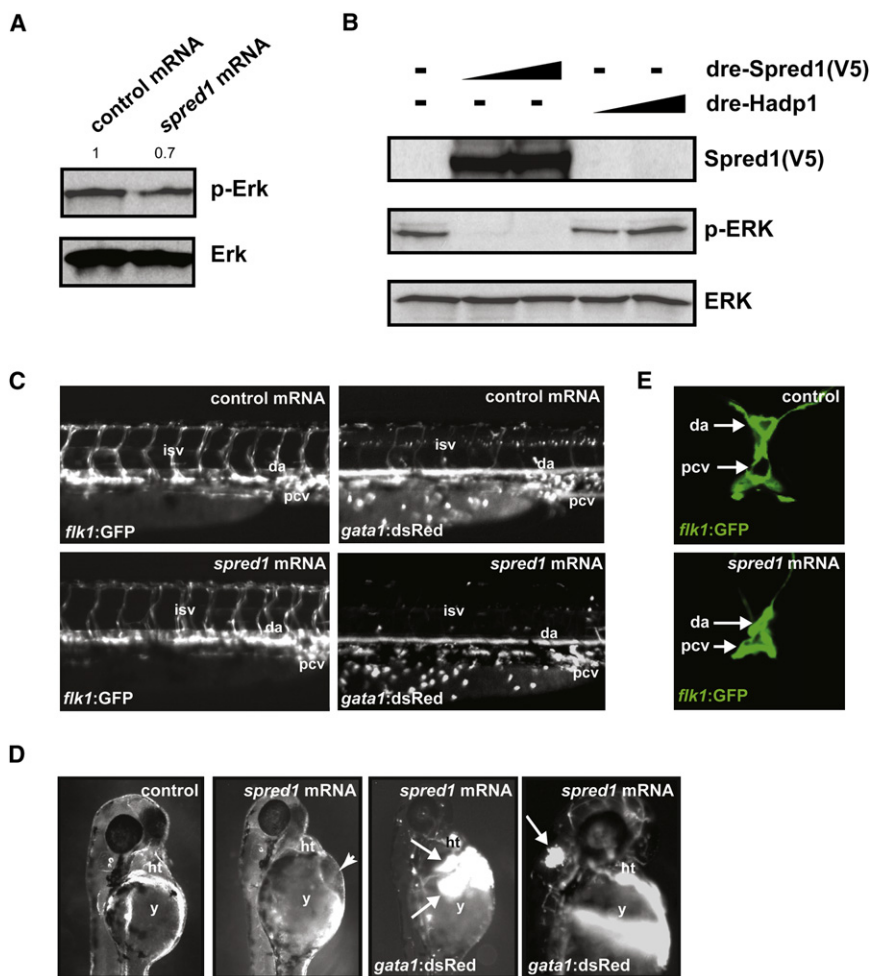 A
control mRNA
spred1 mRNA
1 0.7
p-Erk
Erk
B
- - - dre-Spred1(V5)
- - - dre-Hadp1
Spred1(V5)
p-ERK
ERK
C
control mRNA
isv
da
pcv
flk1:GFP
control mRNA
isv
da
pcv
gata1:dsRed
spred1 mRNA
isv
da
pcv
flk1:GFP
spred1 mRNA
isv
da
pcv
gata1:dsRed
E
control
da
pcv
flk1:GFP
spred1 mRNA
da
pcv
flk1:GFP
D
control
ht
y
spred1 mRNA
ht
y
spred1 mRNA
ht
y
gata1:dsRed
spred1 mRNA
ht
y
gata1:dsRed